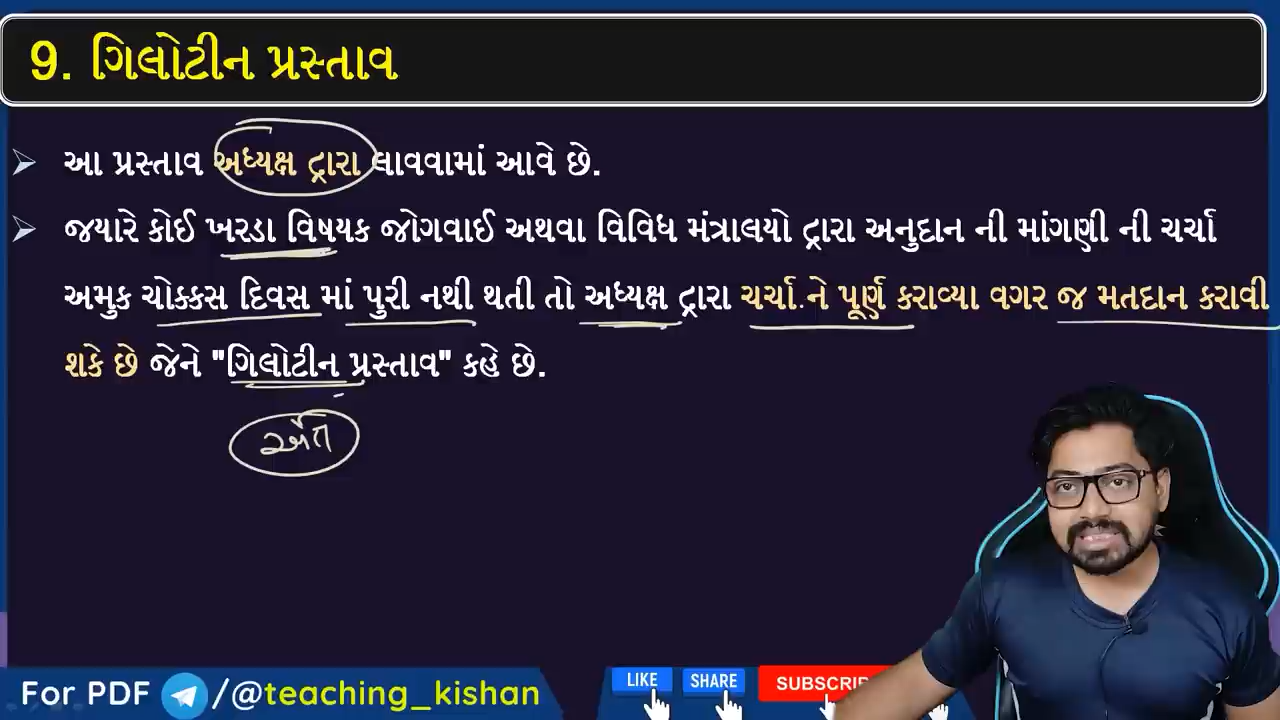 9. ગિલોટીન પ્રસ્તાવ
આ પ્રસ્તાવ અધ્યક્ષ દ્રારા લાવવામાં આવે છે.
જયારે કોઈ ખરડા વિષયક જોગવાઈ અથવા વિવિધ મંત્રાલયો દ્રારા અનુદાન ની માંગણી ની ચર્ચા
અમુક ચોક્કસ દિવસ માં પુરી નથી થતી તો અધ્યક્ષ દ્રારા ચર્ચા ને પૂર્ણ કરાવ્યા વગર જ મતદાન કરાવી
શકે છે જેને "ગિલોટીન પ્રસ્તાવ" કહે છે.
અંત
For PDF /@teaching_kishan
LIKE SHARE SUBSCRIB